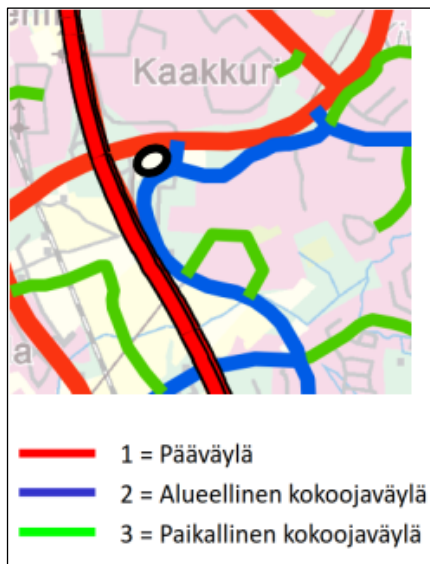 Kaakkuri
1 = Pääväylä
2 = Alueellinen kokoojaväylä
3 = Paikallinen kokoojaväylä